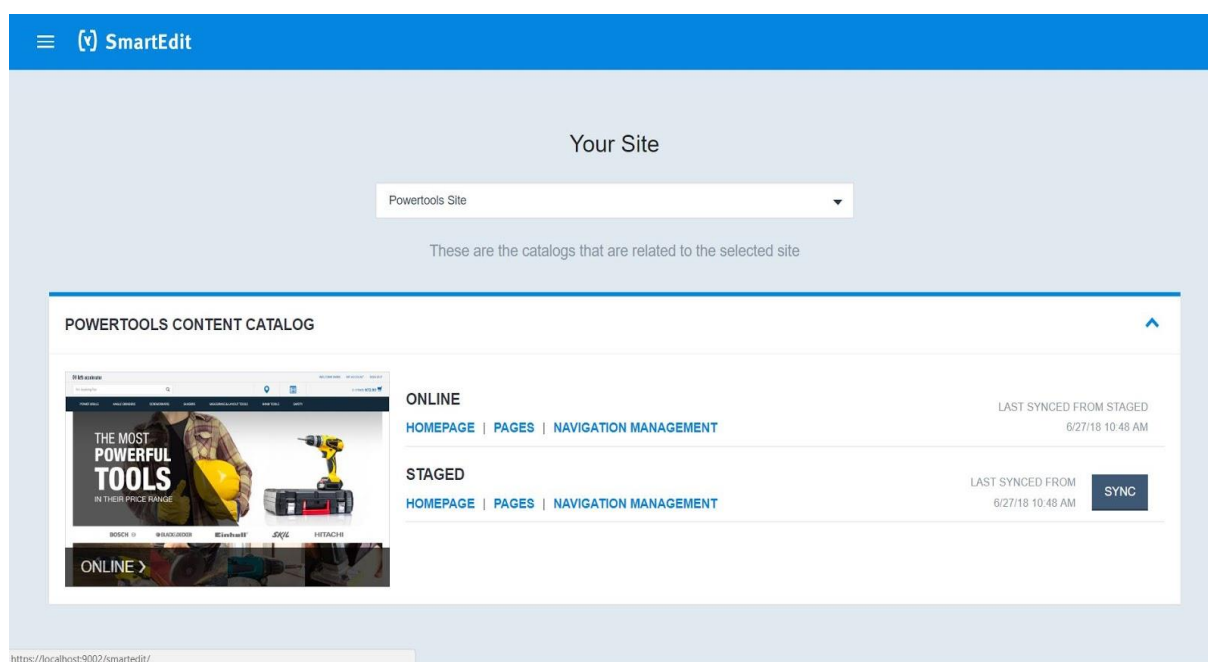 SmartEdit
Your Site
Powertools Site
These are the catalogs that are related to the selected site
POWERTOOLS CONTENT CATALOG
THE MOST
POWERFUL
TOOLS
IN THEIR PRICE RANGE
BOSCH
Einhell
SKIL
HITACHI
ONLINE >
ONLINE
HOMEPAGE | PAGES | NAVIGATION MANAGEMENT
LAST SYNCED FROM STAGED
6/27/18 10:48 AM
STAGED
HOMEPAGE | PAGES | NAVIGATION MANAGEMENT
LAST SYNCED FROM
6/27/18 10:48 AM
SYNC
https://localhost:9002/smartedit/